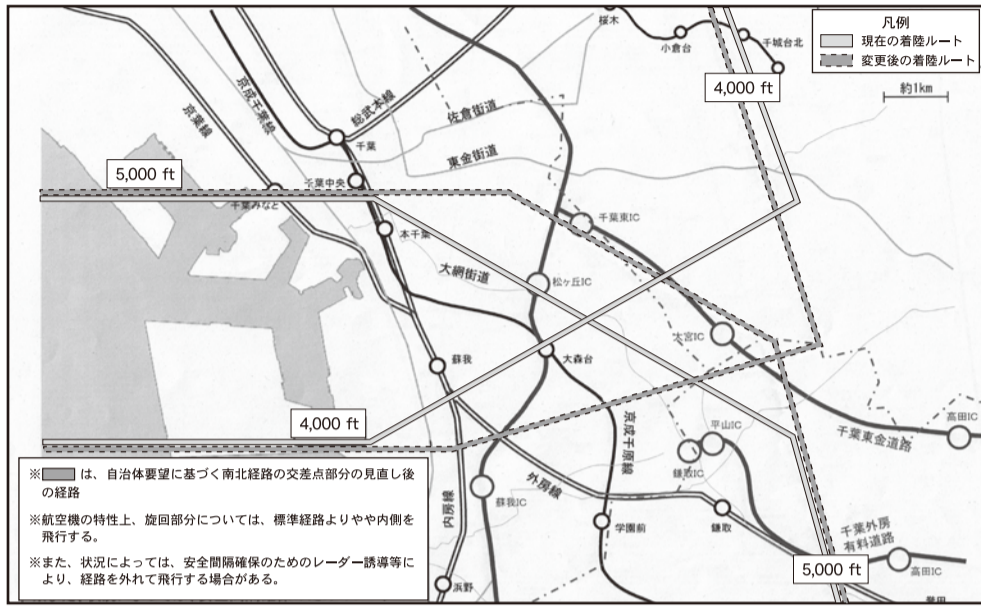 凡例
現在の着陸ルート
変更後の着陸ルート
約1km
桜木
小倉台
千城台北
4,000 ft
京葉線
京成千葉線
総武本線
千葉
佐倉街道
東金街道
5,000 ft
千葉中央
千葉みなと
本千葉
千葉東IC
大網街道
松ヶ丘IC
大宮IC
蘇我
大森台
4,000 ft
京成千原線
平山IC
鎌取IC
千葉東金道路
高田IC
外房線
内房線
蘇我IC
学園前
鎌取
千葉外房
有料道路
5,000 ft
高田IC
誉田
浜野
※は、自治体要望に基づく南北経路の交差点部分の見直し後
の経路
※航空機の特性上、旋回部分については、標準経路よりやや内側を
飛行する。
※また、状況によっては、安全間隔確保のためのレーダー誘導等に
より、経路を外れて飛行する場合がある。